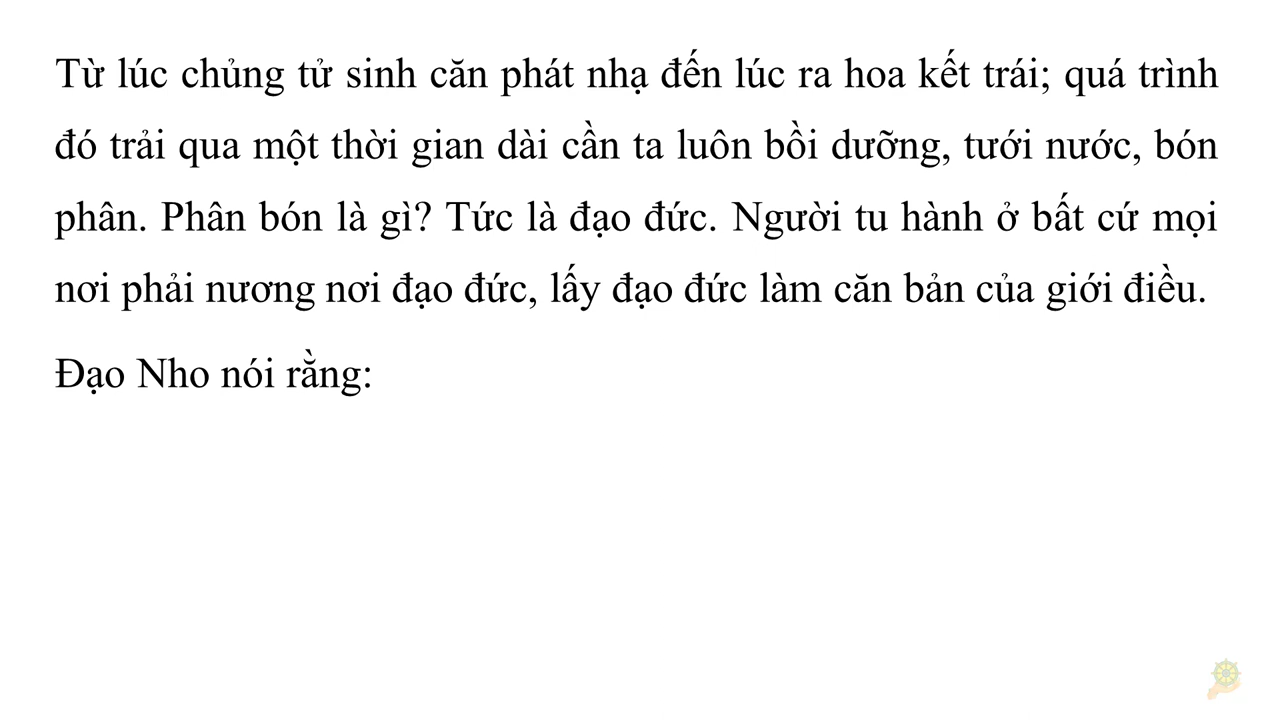 Từ lúc chủng tử sinh căn phát nhạ đến lúc ra hoa kết trái; quá trình
đó trải qua một thời gian dài cần ta luôn bồi dưỡng, tưới nước, bón
phân. Phân bón là gì? Tức là đạo đức. Người tu hành ở bất cứ mọi
nơi phải nương nơi đạo đức, lấy đạo đức làm căn bản của giới điều.
Đạo Nho nói rằng: